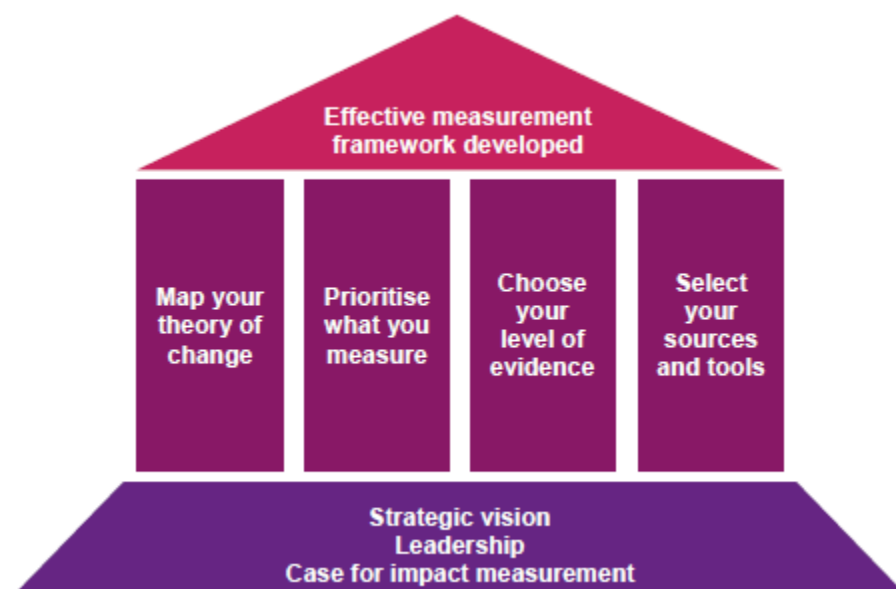 Effective measurement
framework developed
Map your
theory of
change
Prioritise
what you
measure
Choose
your
level of
evidence
Select
your
sources
and tools
Strategic vision
Leadership
Case for impact measurement